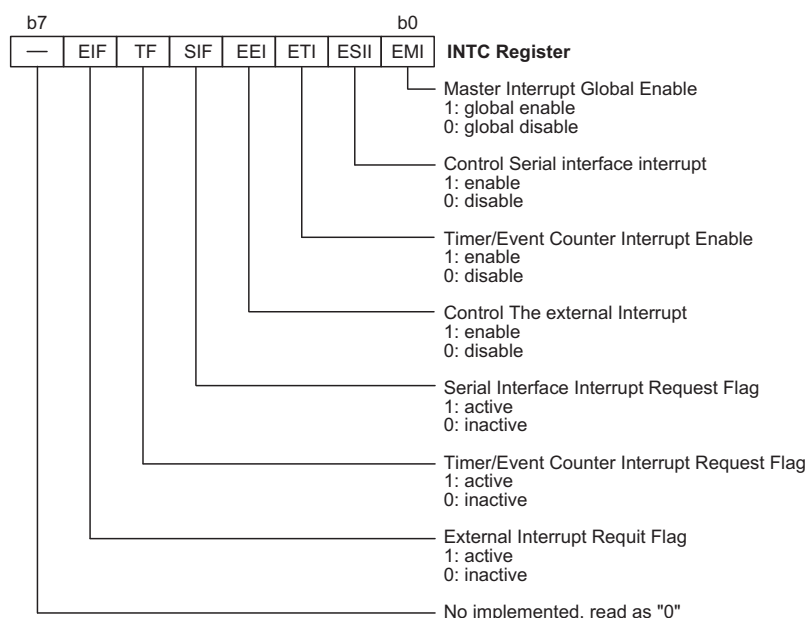 b7 b0
— EIF TF SIF EEI ETI ESII EMI INTC Register
Master Interrupt Global Enable
1: global enable
0: global disable
Control Serial interface interrupt
1: enable
0: disable
Timer/Event Counter Interrupt Enable
1: enable
0: disable
Control The external Interrupt
1: enable
0: disable
Serial Interface Interrupt Request Flag
1: active
0: inactive
Timer/Event Counter Interrupt Request Flag
1: active
0: inactive
External Interrupt Requit Flag
1: active
0: inactive
No implemented, read as "0"